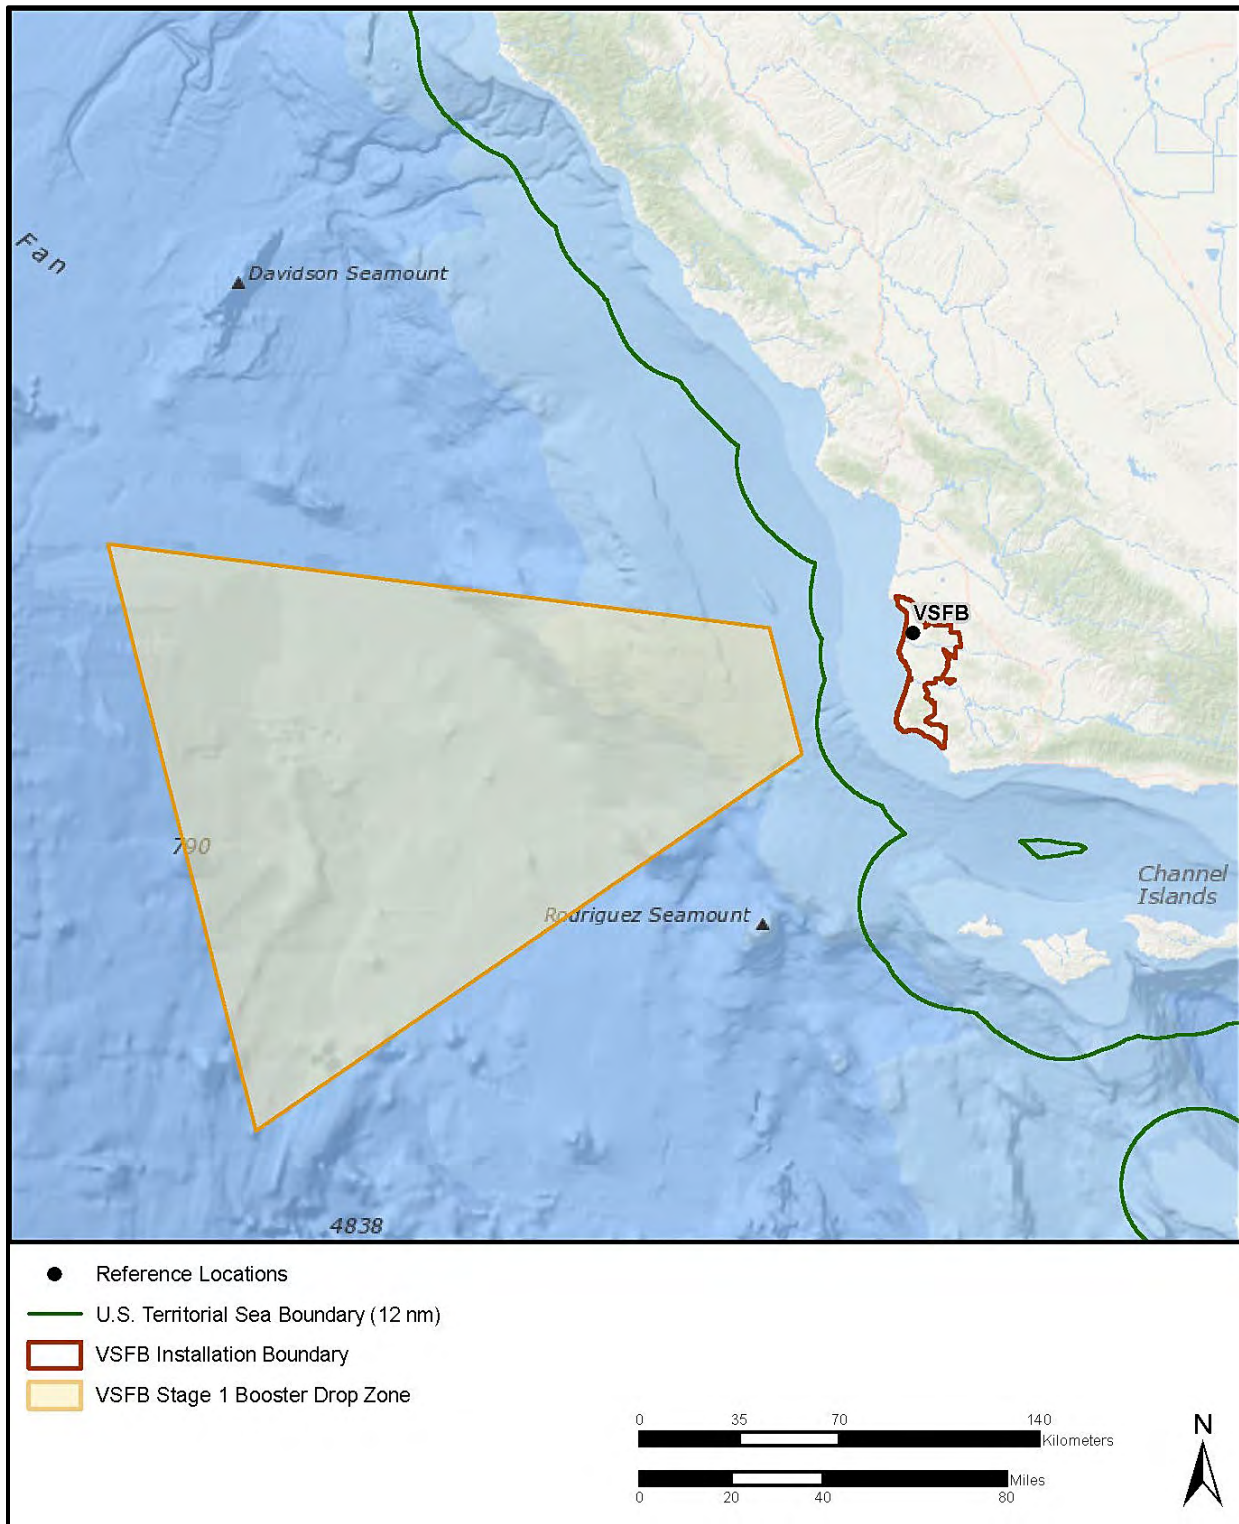 Fan
Davidson Seamount
VSFB
790
Channel
Islands
Rodriguez Seamount
4838
Reference Locations
U.S. Territorial Sea Boundary (12 nm)
VSFB Installation Boundary
VSFB Stage 1 Booster Drop Zone
0 35 70 140
Kilometers
Miles
0 20 40 80
N